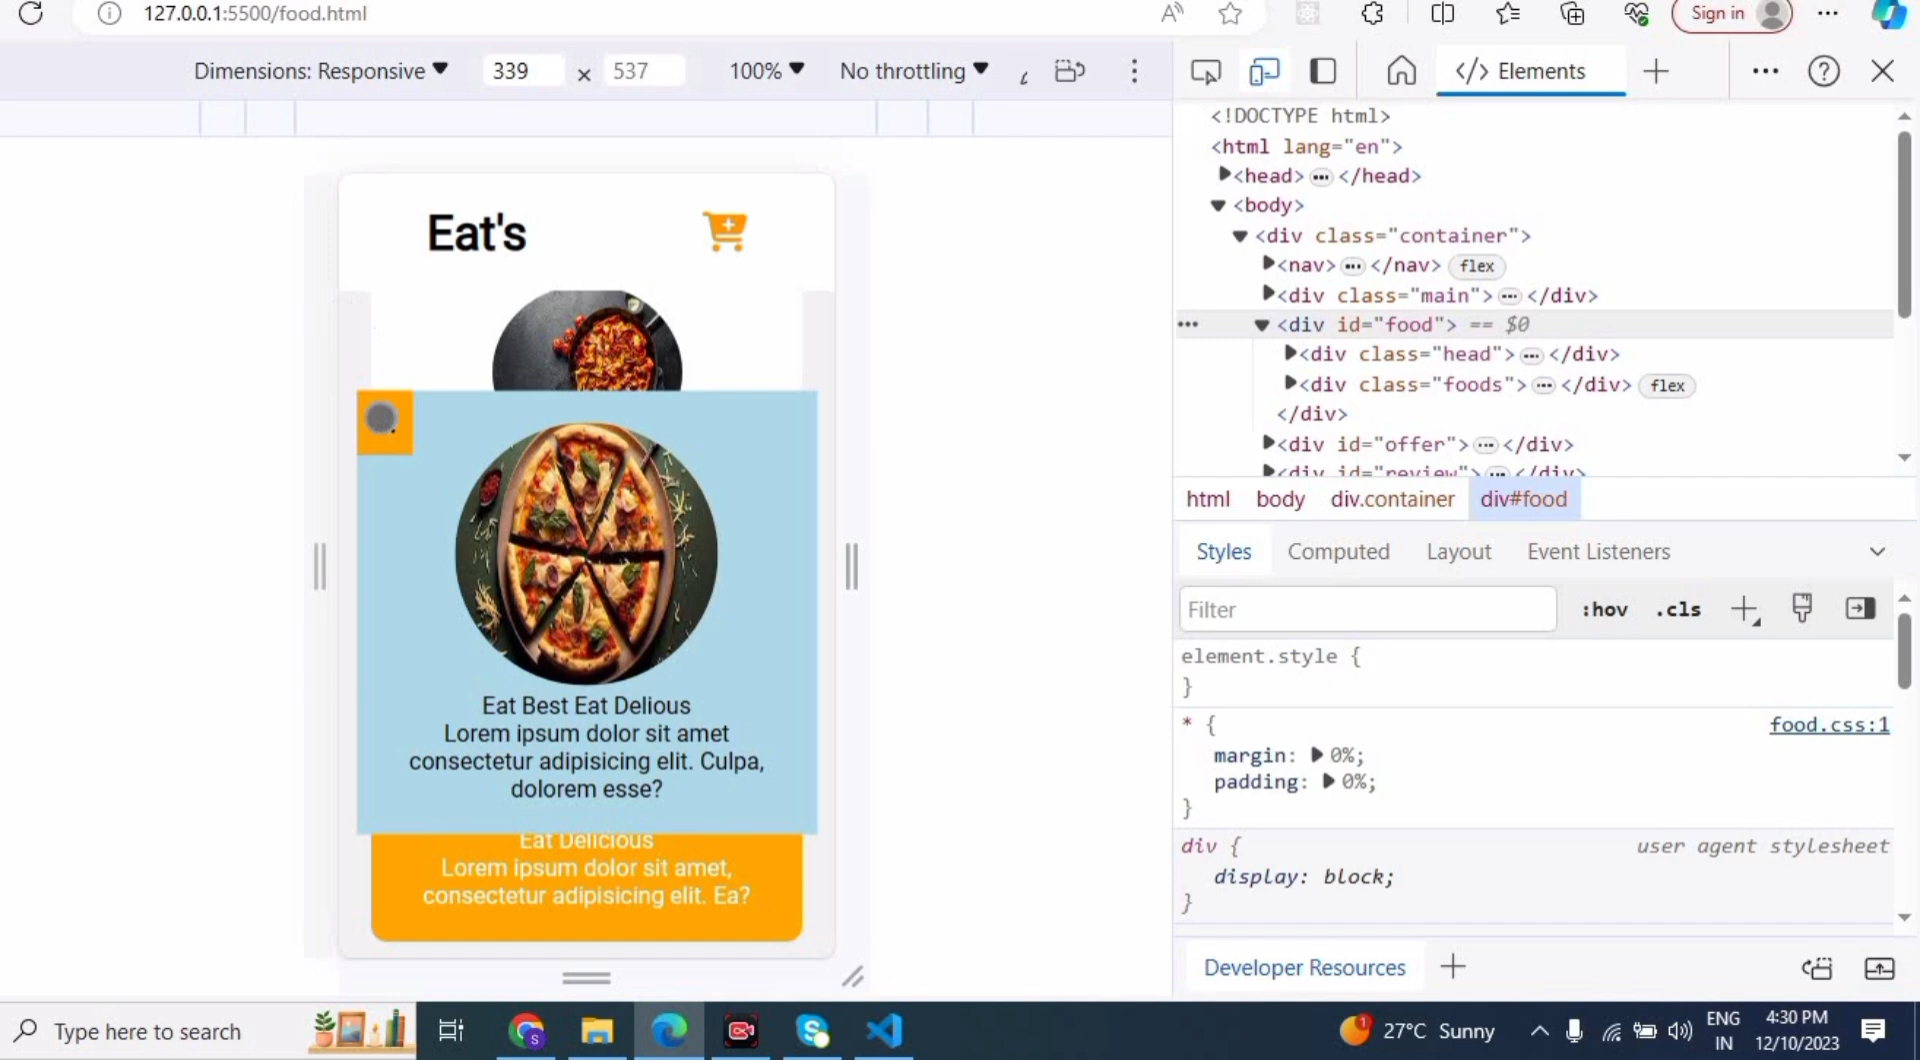 127.0.0.1:5500/food.html
Sign in
Dimensions: Responsive 339 × 537 100% No throttling
Elements
Eat's
Eat Best Eat Delious
Lorem ipsum dolor sit amet
consectetur adipisicing elit. Culpa,
dolorem esse?
Eat Delicious
Lorem ipsum dolor sit amet,
consectetur adipisicing elit. Ea?
<!DOCTYPE html>
<html lang="en">
<head> ••• </head>
<body>
<div class="container">
<nav> ••• </nav> flex
<div class="main"> ••• </div>
••• <div id="food"> == $0
<div class="head"> ••• </div>
<div class="foods"> ••• </div> flex
</div>
<div id="offer"> ••• </div>
<div id="review"> ••• </div>
html body div.container div#food
Styles Computed Layout Event Listeners
Filter :hov .cls
element.style {
}
* { food.css:1
margin: 0%;
padding: 0%;
}
div { user agent stylesheet
display: block;
}
Developer Resources
Type here to search
1 27°C Sunny
ENG
IN
4:30 PM
12/10/2023